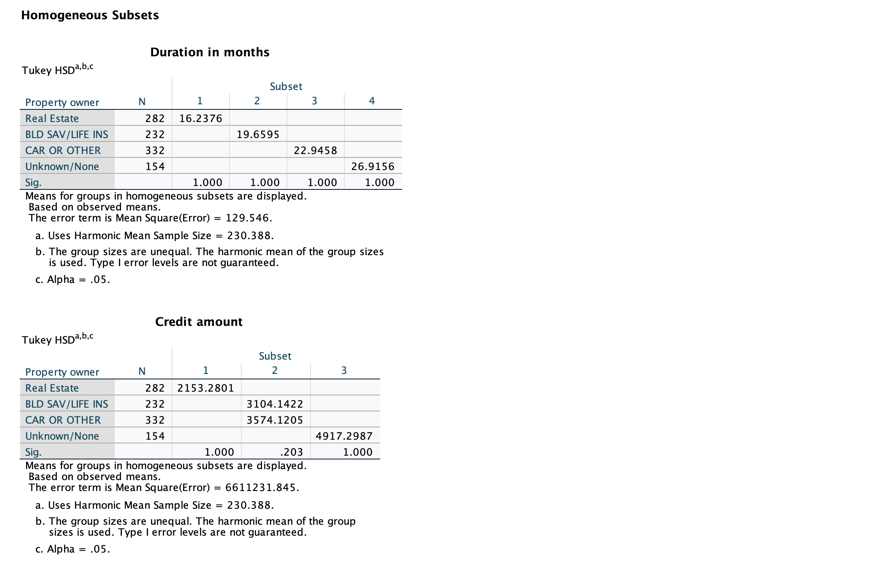 Homogeneous Subsets
Duration in months
Tukey HSDa,b,c
Subset
Property owner N 1 2 3 4
Real Estate 282 16.2376
BLD SAV/LIFE INS 232 19.6595
CAR OR OTHER 332 22.9458
Unknown/None 154 26.9156
Sig. 1.000 1.000 1.000 1.000
Means for groups in homogeneous subsets are displayed.
Based on observed means.
The error term is Mean Square(Error) = 129.546.
a. Uses Harmonic Mean Sample Size = 230.388.
b. The group sizes are unequal. The harmonic mean of the group sizes
is used. Type I error levels are not guaranteed.
c. Alpha = .05.
Credit amount
Tukey HSDa,b,c
Subset
Property owner N 1 2 3
Real Estate 282 2153.2801
BLD SAV/LIFE INS 232 3104.1422
CAR OR OTHER 332 3574.1205
Unknown/None 154 4917.2987
Sig. 1.000 .203 1.000
Means for groups in homogeneous subsets are displayed.
Based on observed means.
The error term is Mean Square(Error) = 6611231.845.
a. Uses Harmonic Mean Sample Size = 230.388.
b. The group sizes are unequal. The harmonic mean of the group
sizes is used. Type I error levels are not guaranteed.
c. Alpha = .05.